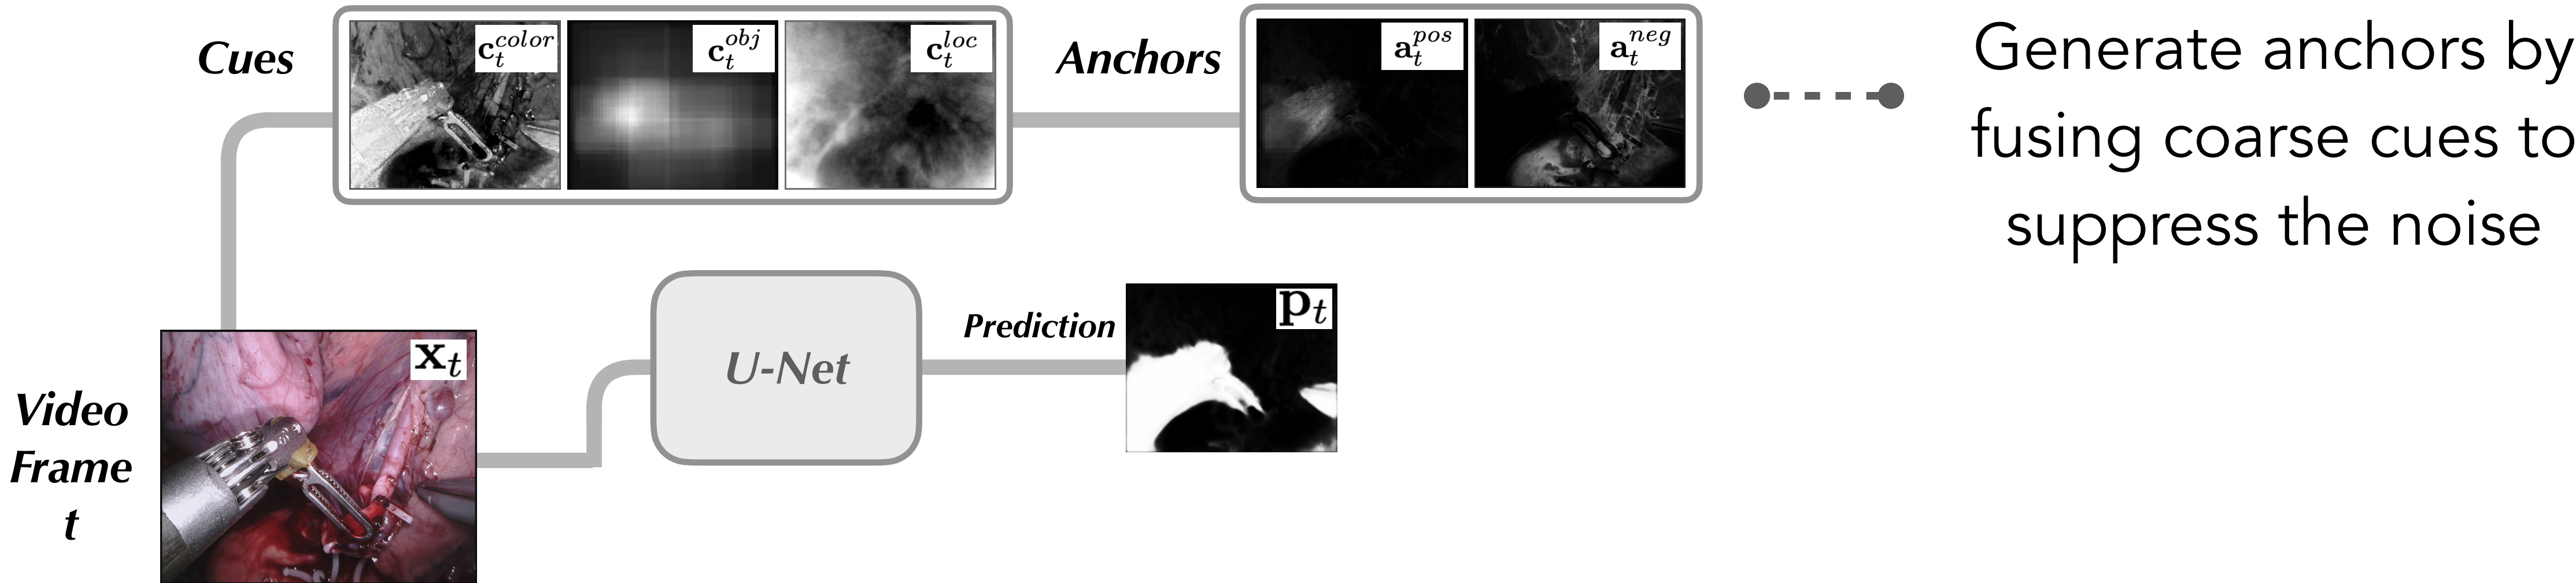 Cues
c_t^{color}
c_t^{obj}
c_t^{loc}
Anchors
a_t^{pos}
a_t^{neg}
Generate anchors by
fusing coarse cues to
suppress the noise
Video
Frame
t
x_t
U-Net
Prediction
p_t